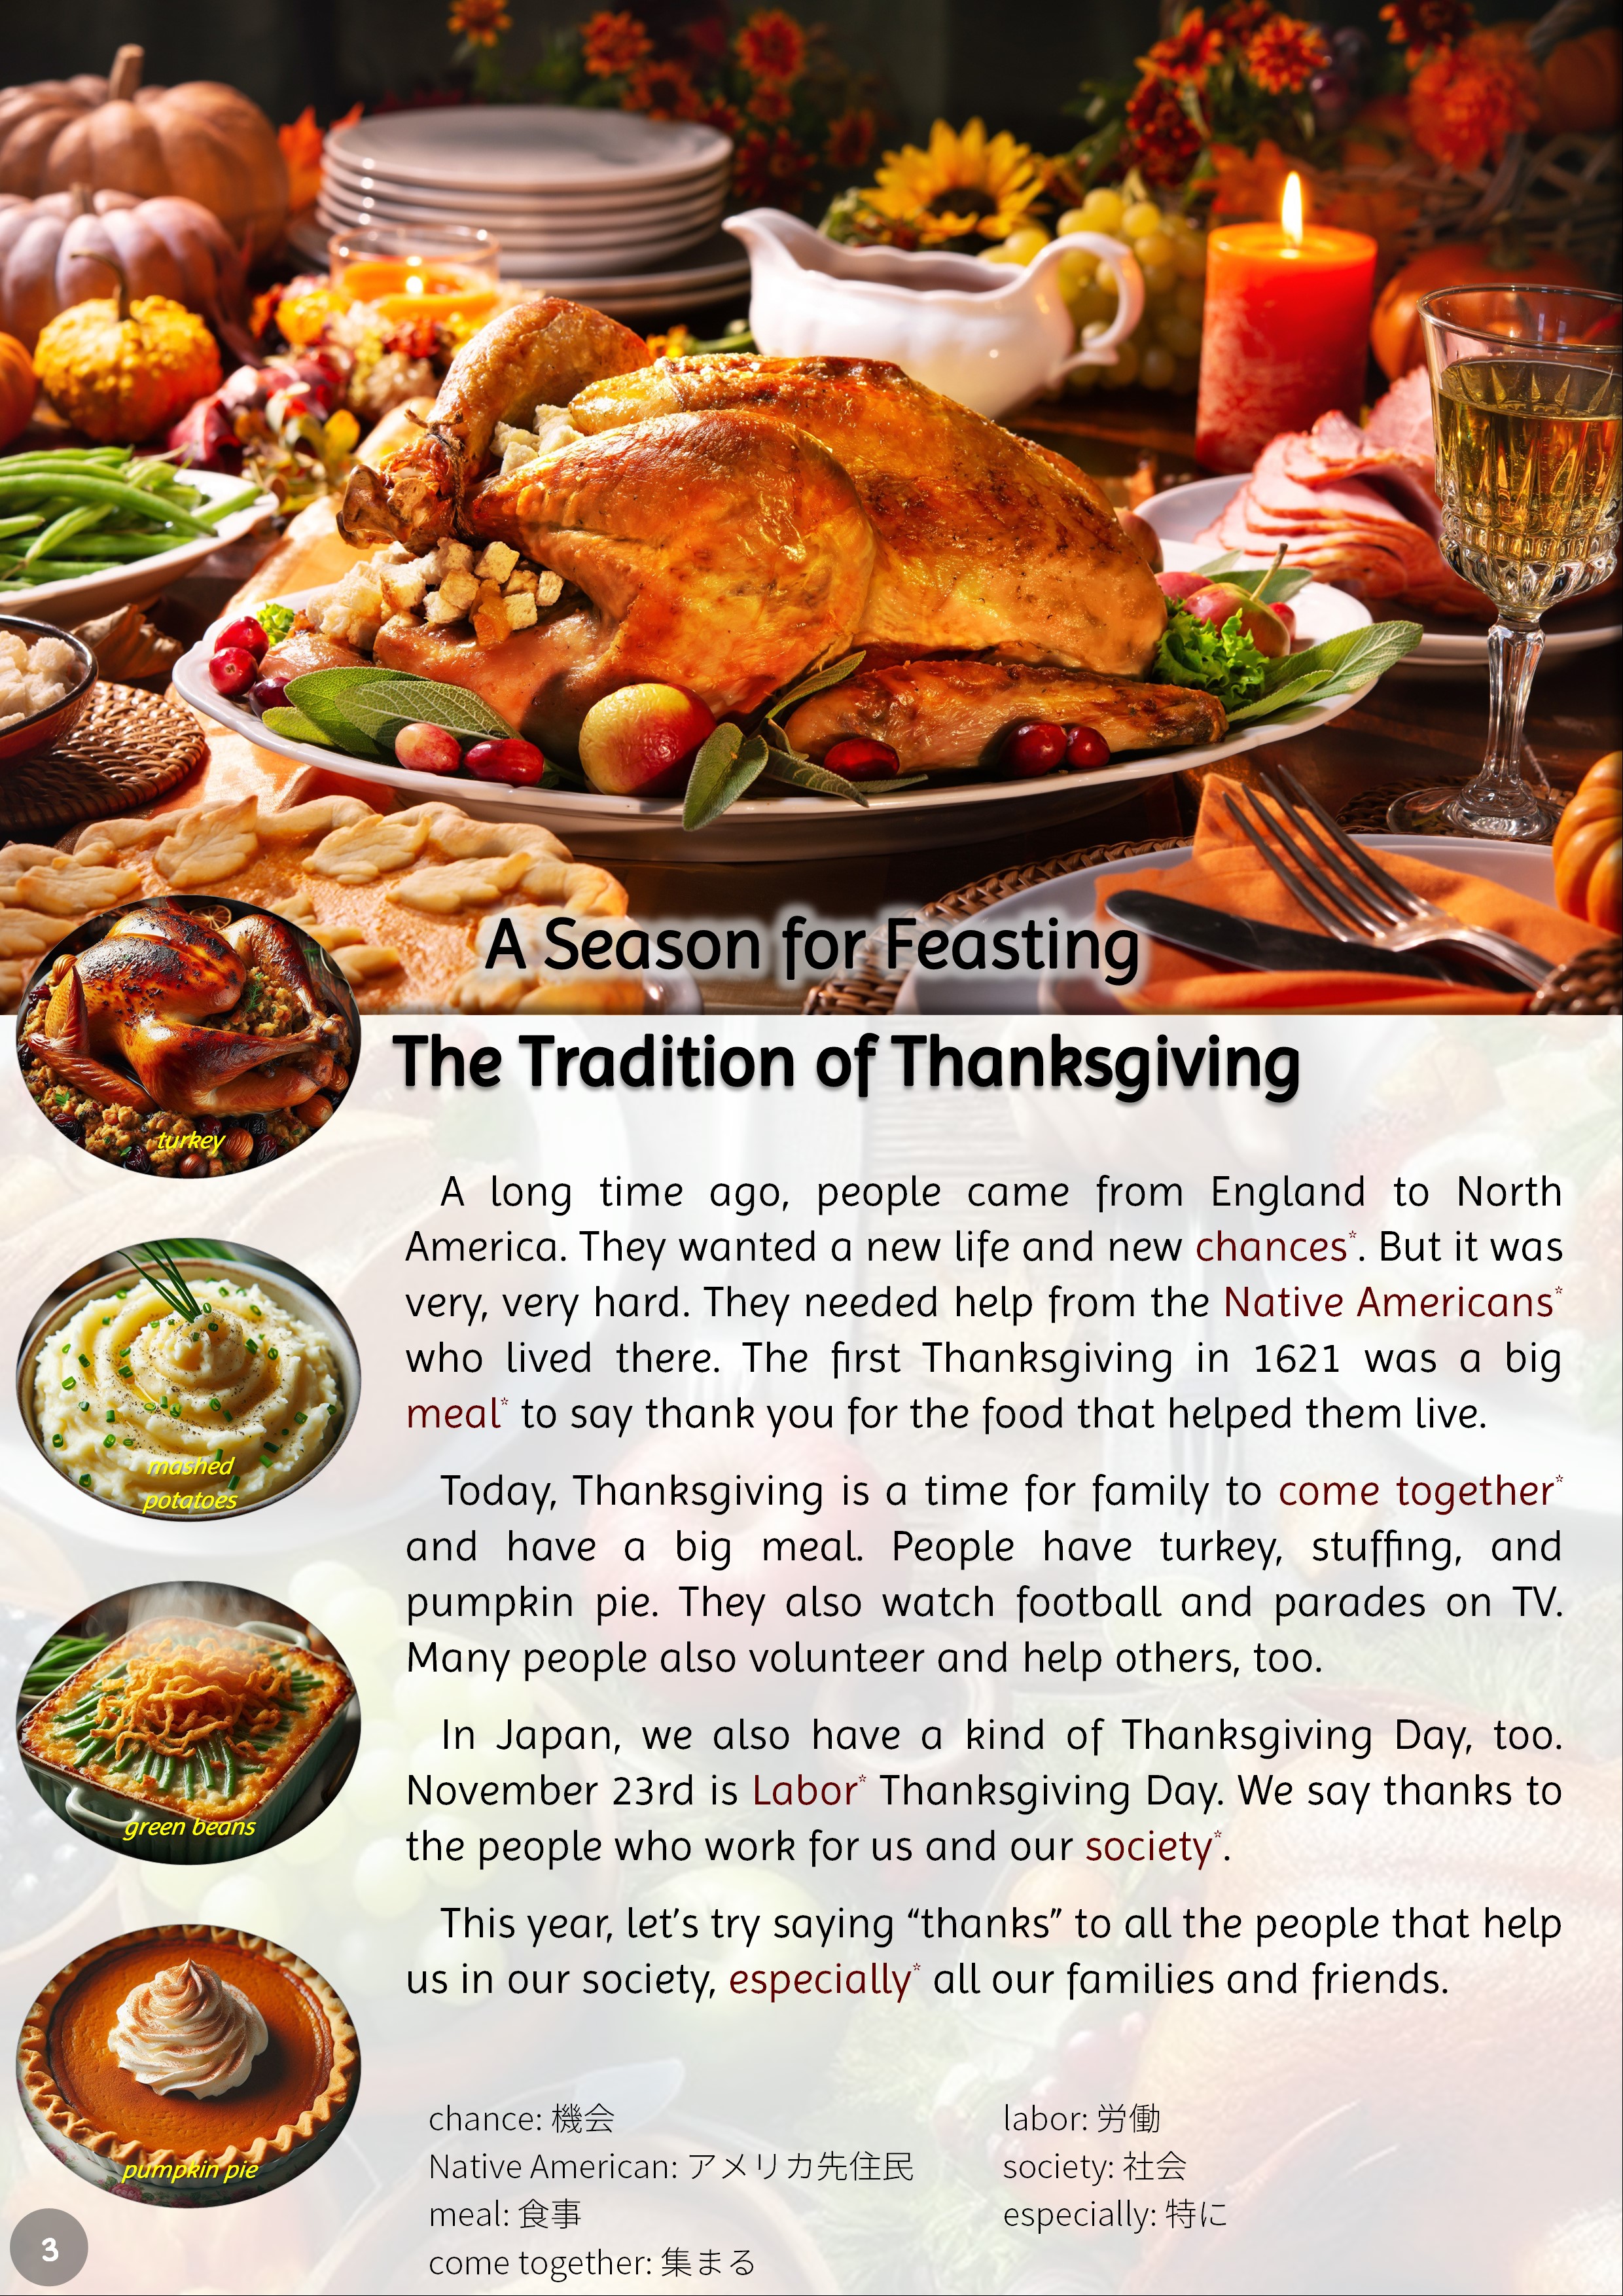 A Season for Feasting
The Tradition of Thanksgiving
turkey
mashed
potatoes
green beans
pumpkin pie
A long time ago, people came from England to North
America. They wanted a new life and new chances*. But it was
very, very hard. They needed help from the Native Americans*
who lived there. The first Thanksgiving in 1621 was a big
meal* to say thank you for the food that helped them live.
Today, Thanksgiving is a time for family to come together*
and have a big meal. People have turkey, stuffing, and
pumpkin pie. They also watch football and parades on TV.
Many people also volunteer and help others, too.
In Japan, we also have a kind of Thanksgiving Day, too.
November 23rd is Labor* Thanksgiving Day. We say thanks to
the people who work for us and our society*.
This year, let’s try saying “thanks” to all the people that help
us in our society, especially* all our families and friends.
chance: 機会
Native American: アメリカ先住民
meal: 食事
come together: 集まる
labor: 労働
society: 社会
especially: 特に
3